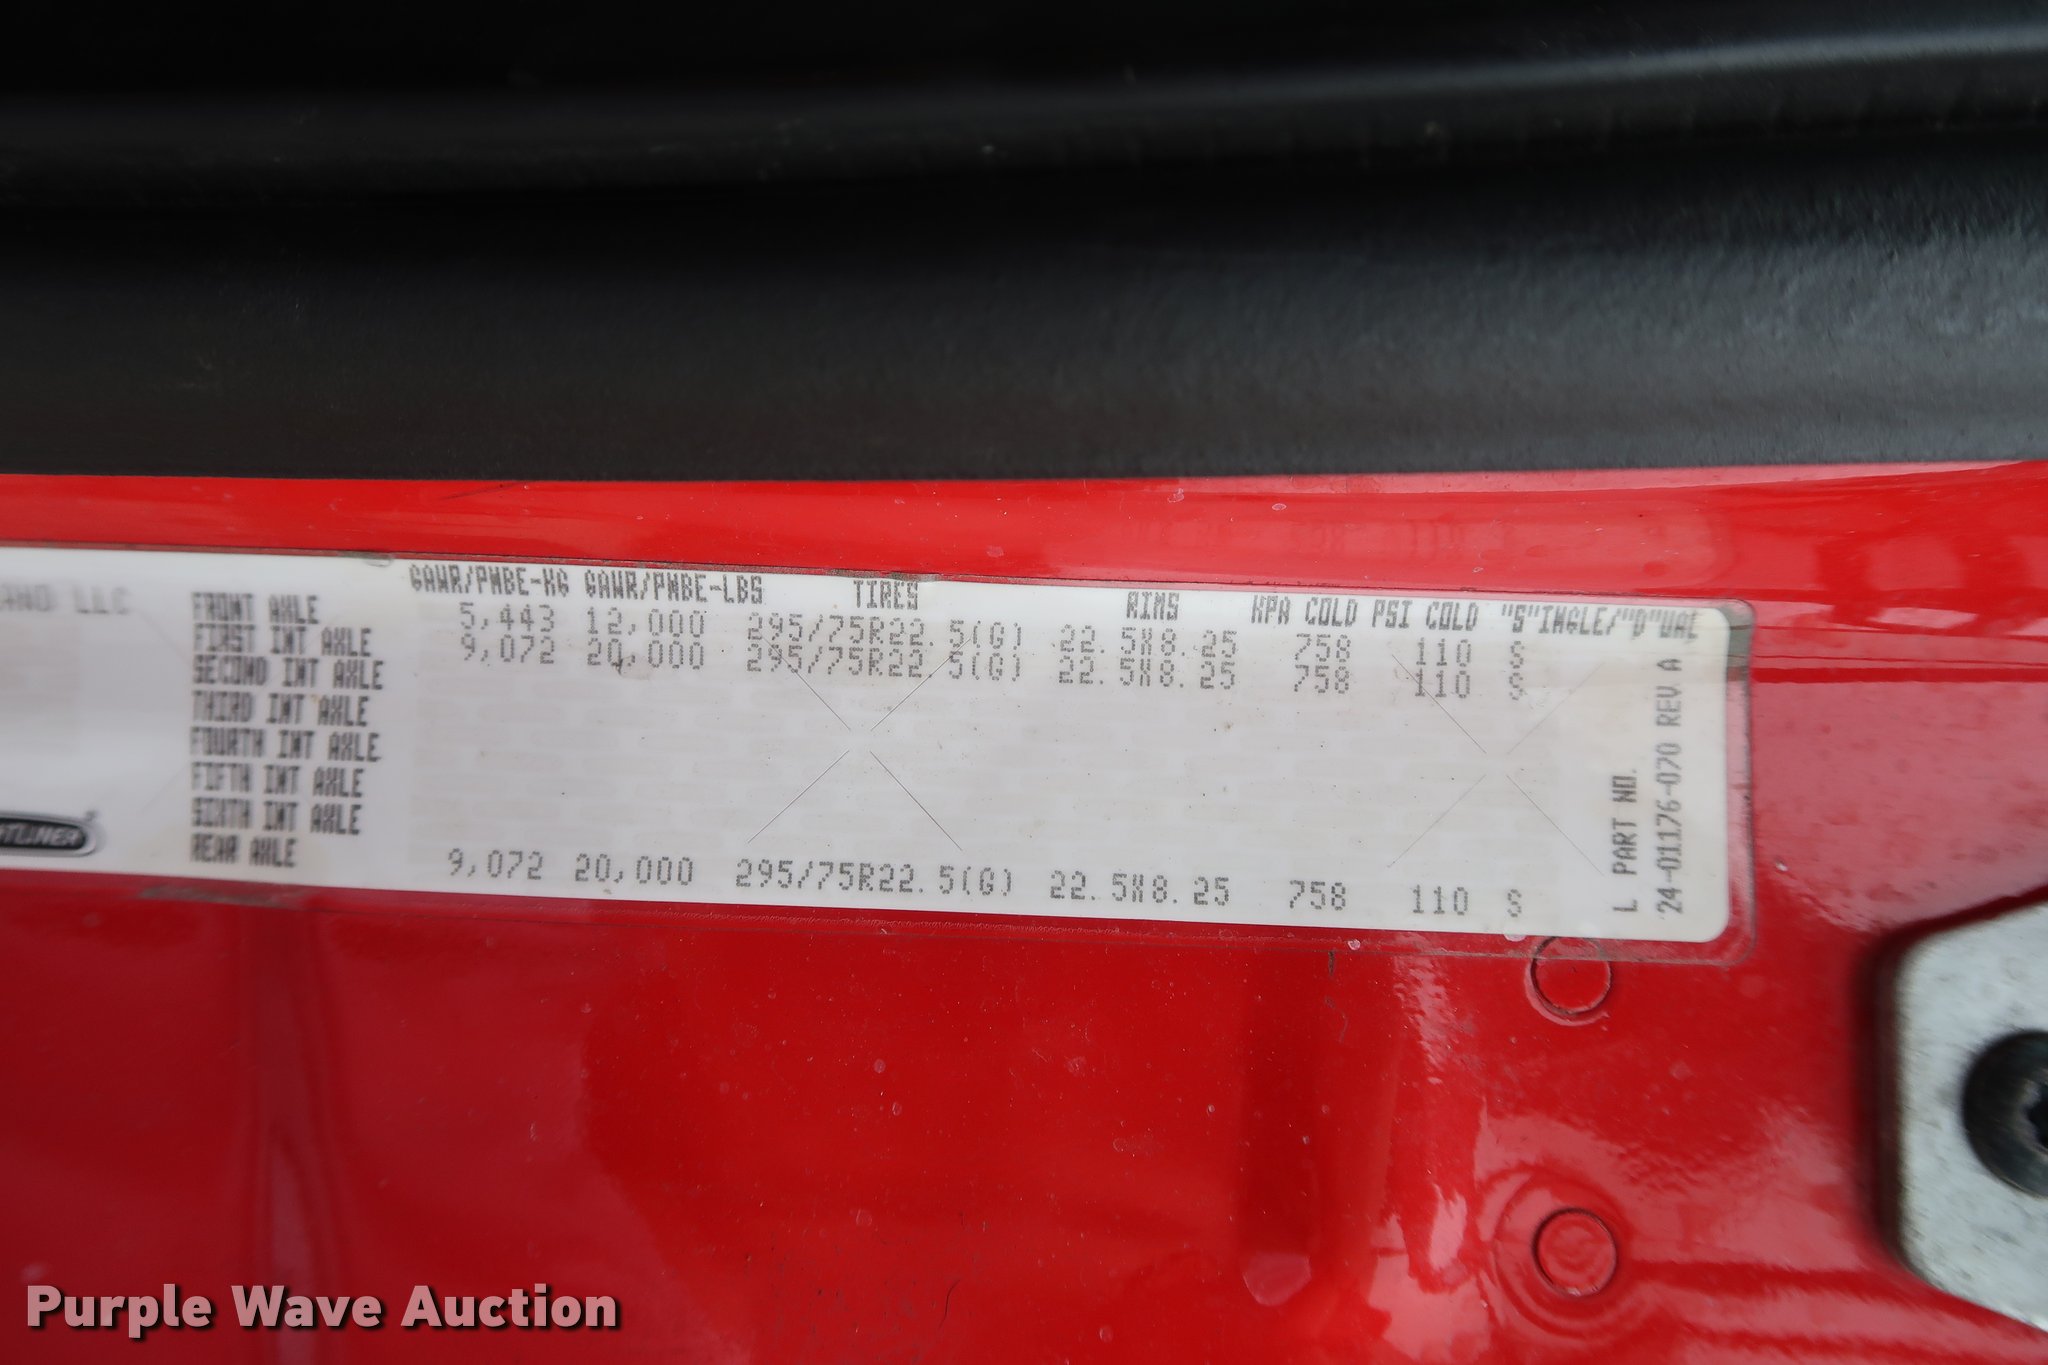 LLC
GAWR/PNBE-KG GAWR/PNBE-LBS TIRES RIMS KPA COLD PSI COLD "S"INGLE/"D"UAL
FRONT AXLE 5,443 12,000 295/75R22.5(G) 22.5X8.25 758 110 S
FIRST INT AXLE 9,072 20,000 295/75R22.5(G) 22.5X8.25 758 110 S
SECOND INT AXLE
THIRD INT AXLE
FOURTH INT AXLE
FIFTH INT AXLE
SIXTH INT AXLE
REAR AXLE 9,072 20,000 295/75R22.5(G) 22.5X8.25 758 110 S
L PART NO.
24-01176-070 REV A
Purple Wave Auction